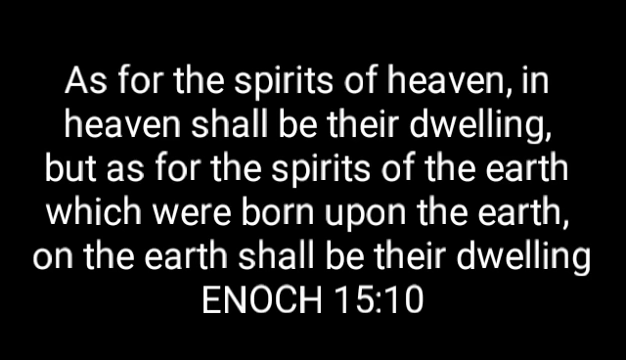 As for the spirits of heaven, in
heaven shall be their dwelling,
but as for the spirits of the earth
which were born upon the earth,
on the earth shall be their dwelling
ENOCH 15:10